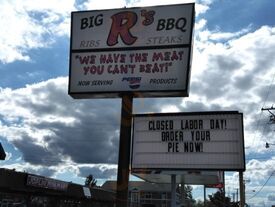 BIG R's BBQ
RIBS STEAKS
"WE HAVE THE MEAT
YOU CAN'T BEAT!"
NOW SERVING PEPSI PRODUCTS
CLOSED LABOR DAY!
ORDER YOUR
PIE NOW!